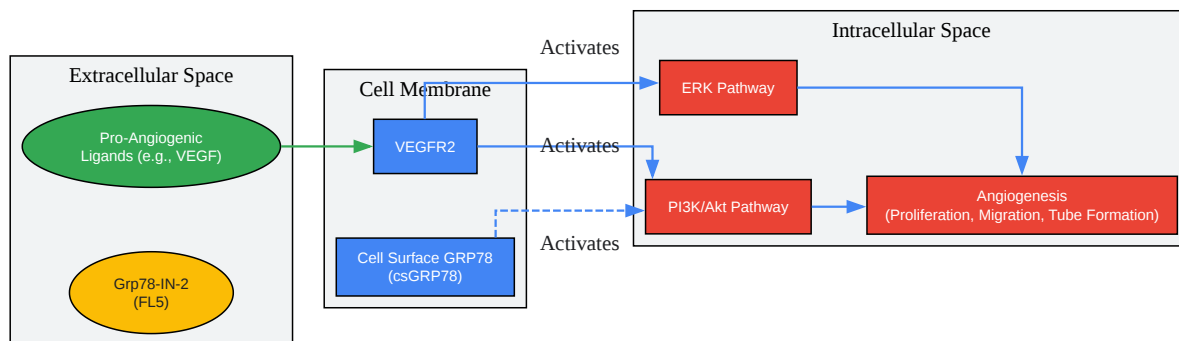 Extracellular Space
Pro-Angiogenic
Ligands (e.g., VEGF)
Grp78-IN-2
(FL5)
Cell Membrane
VEGFR2
Cell Surface GRP78
(csGRP78)
Activates
Activates
Activates
Intracellular Space
ERK Pathway
PI3K/Akt Pathway
Angiogenesis
(Proliferation, Migration, Tube Formation)